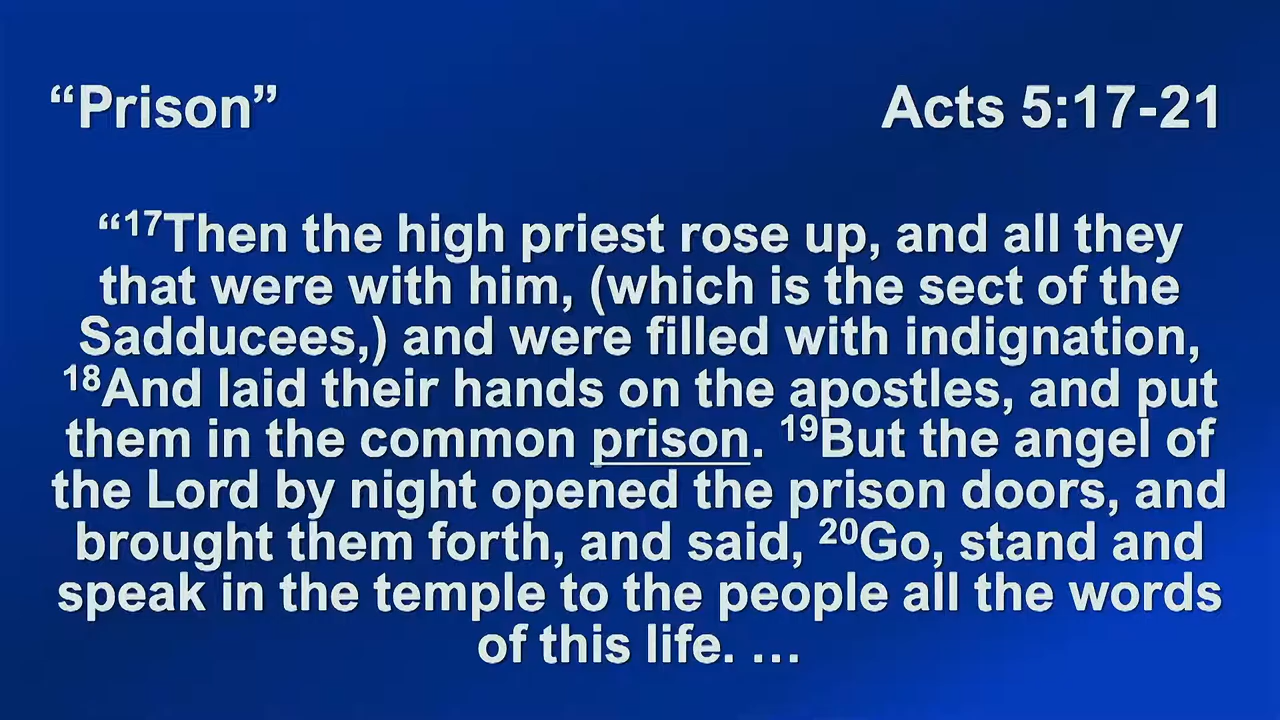 “Prison” Acts 5:17-21
“17Then the high priest rose up, and all they
that were with him, (which is the sect of the
Sadducees,) and were filled with indignation,
18And laid their hands on the apostles, and put
them in the common prison. 19But the angel of
the Lord by night opened the prison doors, and
brought them forth, and said, 20Go, stand and
speak in the temple to the people all the words
of this life. …